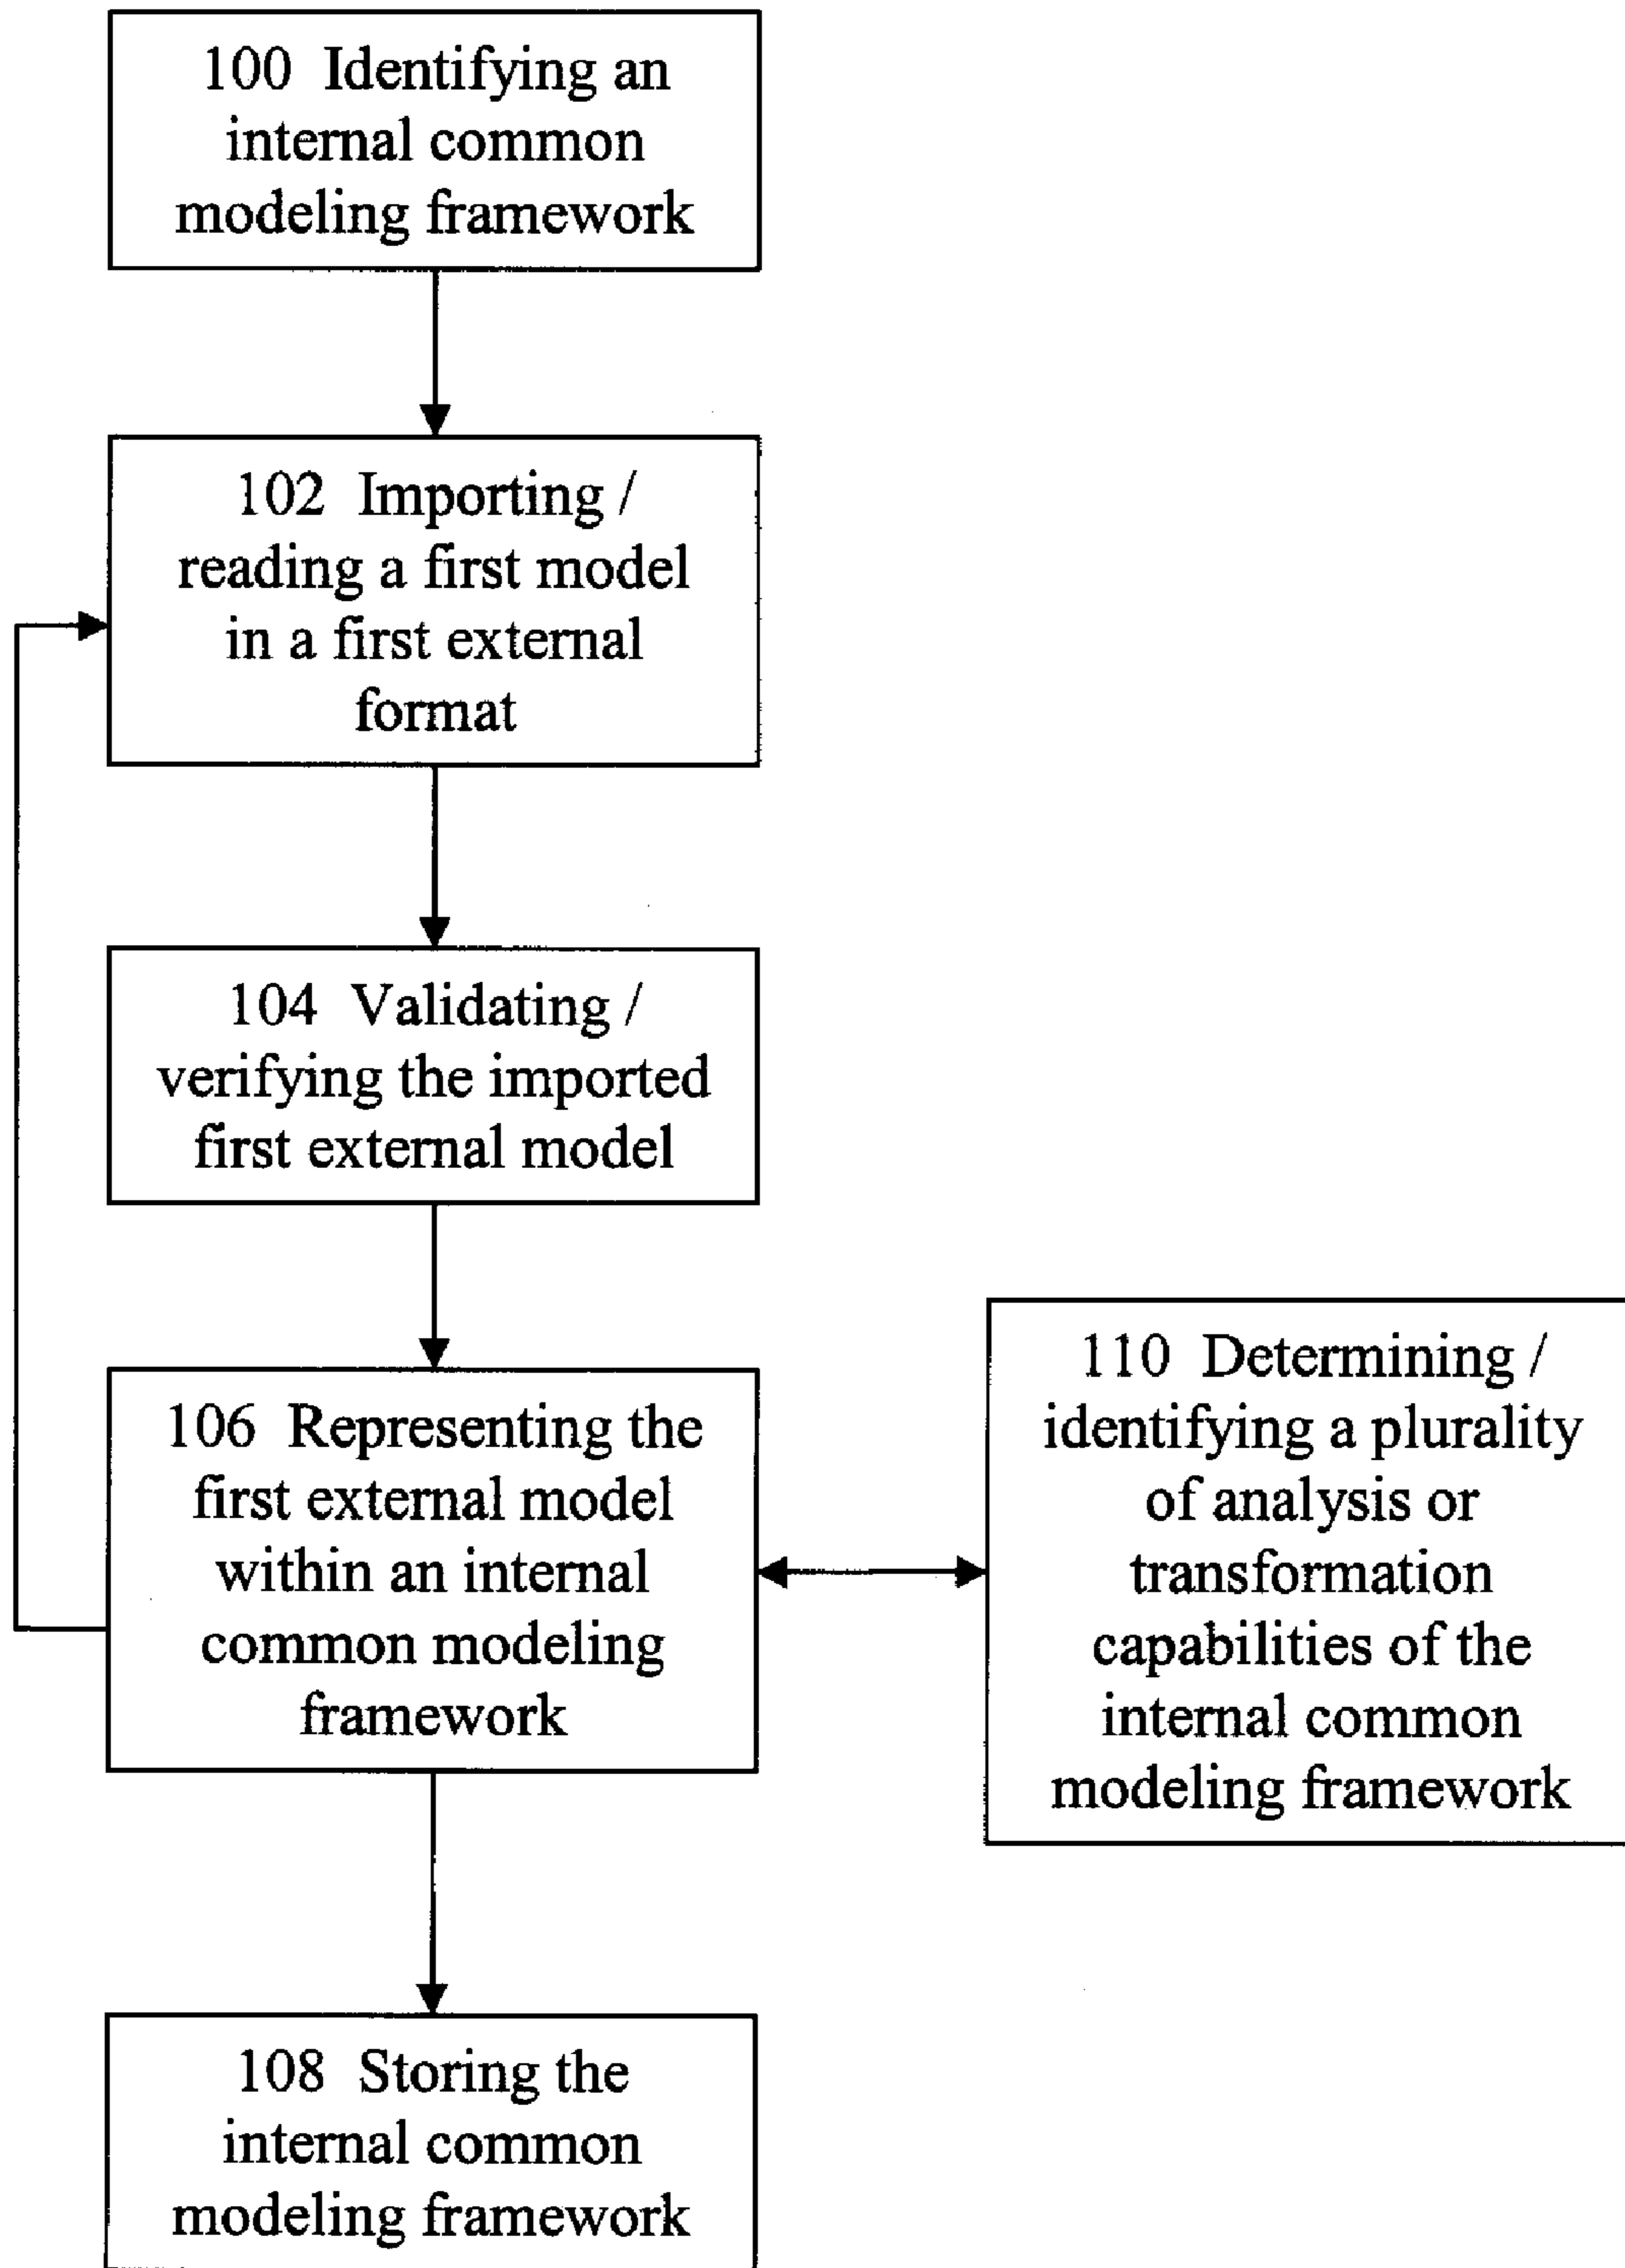 100 Identifying an
internal common
modeling framework
102 Importing /
reading a first model
in a first external
format
104 Validating /
verifying the imported
first external model
106 Representing the
first external model
within an internal
common modeling
framework
110 Determining /
identifying a plurality
of analysis or
transformation
capabilities of the
internal common
modeling framework
108 Storing the
internal common
modeling framework